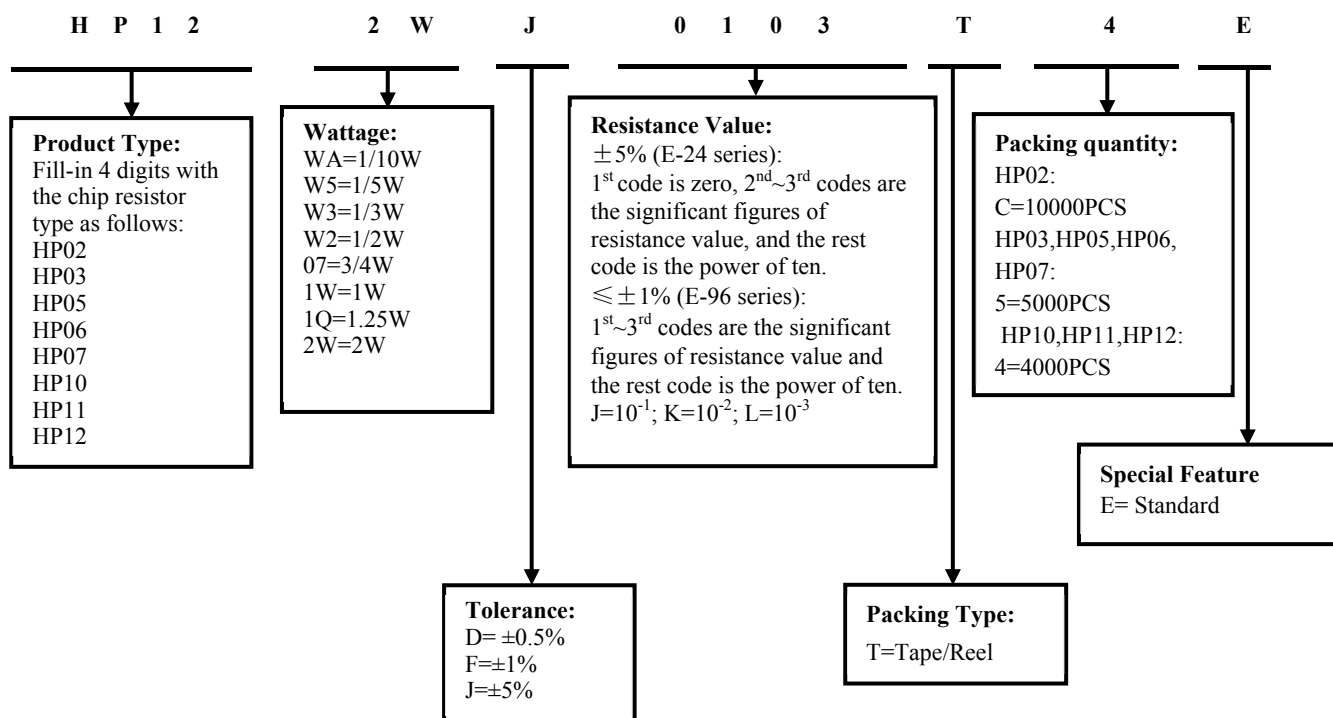 H P 1 2 2 W J 0 1 0 3 T 4 E
Product Type:
Fill-in 4 digits with
the chip resistor
type as follows:
HP02
HP03
HP05
HP06
HP07
HP10
HP11
HP12
Wattage:
WA=1/10W
W5=1/5W
W3=1/3W
W2=1/2W
07=3/4W
1W=1W
1Q=1.25W
2W=2W
Resistance Value:
±5% (E-24 series):
1st code is zero, 2nd~3rd codes are
the significant figures of
resistance value, and the rest
code is the power of ten.
≦±1% (E-96 series):
1st~3rd codes are the significant
figures of resistance value and
the rest code is the power of ten.
J=10-1; K=10-2; L=10-3
Packing quantity:
HP02:
C=10000PCS
HP03,HP05,HP06,
HP07:
5=5000PCS
HP10,HP11,HP12:
4=4000PCS
Special Feature
E= Standard
Tolerance:
D= ±0.5%
F=±1%
J=±5%
Packing Type:
T=Tape/Reel